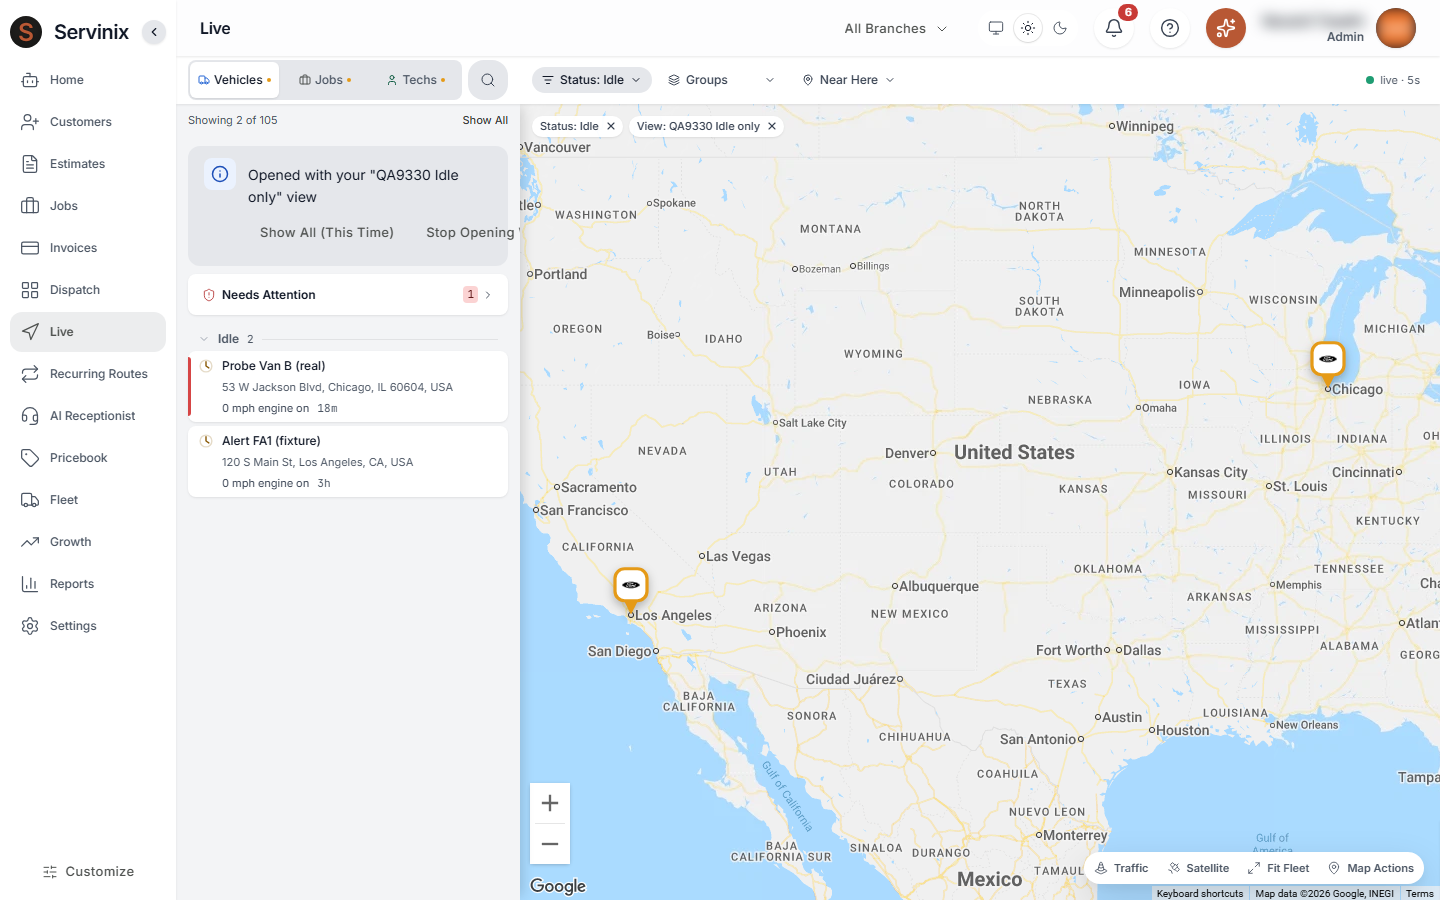 S Servinix
Home
Customers
Estimates
Jobs
Invoices
Dispatch
Live
Recurring Routes
AI Receptionist
Pricebook
Fleet
Growth
Reports
Settings
Customize
Live
All Branches
6
Admin
Vehicles
Jobs
Techs
Status: Idle
Groups
Near Here
live · 5s
Showing 2 of 105
Show All
Opened with your "QA9330 Idle
only" view
Show All (This Time)
Stop Opening
Needs Attention
1
Idle 2
Probe Van B (real)
53 W Jackson Blvd, Chicago, IL 60604, USA
0 mph engine on 18m
Alert FA1 (fixture)
120 S Main St, Los Angeles, CA, USA
0 mph engine on 3h
Status: Idle
View: QA9330 Idle only
Winnipeg
Vancouver
tle
Spokane
WASHINGTON
NORTH
DAKOTA
MONTANA
MINNESOTA
Bozeman
Billings
Portland
Minneapolis
WISCONSIN
SOUTH
DAKOTA
MICHIGAN
OREGON
Boise
IDAHO
WYOMING
IOWA
Chicago
NEBRASKA
Omaha
Salt Lake City
ILLINOIS
INDIANA
OH
NEVADA
Denver
United States
UTAH
Kansas City
Cincinnati
COLORADO
KANSAS
MISSOURI
St. Louis
Sacramento
San Francisco
KENTUCKY
CALIFORNIA
Las Vegas
OKLAHOMA
TENNESSEE
Albuquerque
Memphis
Cha
ARKANSAS
ARIZONA
NEW MEXICO
Los Angeles
Phoenix
MISSISSIPPI
Atlan
San Diego
Fort Worth
Dallas
ALABAMA
GEORG
Ciudad Juárez
TEXAS
BAJA
CALIFORNIA
SONORA
Austin
LOUISIANA
New Orleans
CHIHUAHUA
San Antonio
Houston
Gulf of California
COAHUILA
Tampa
NUEVO LEON
Monterrey
Gulf of
America
BAJA
CALIFORNIA SUR
SINALOA
DURANGO
TAMAUL
Mexico
Traffic
Satellite
Fit Fleet
Map Actions
Google
Keyboard shortcuts
Map data ©2026 Google, INEGI
Terms